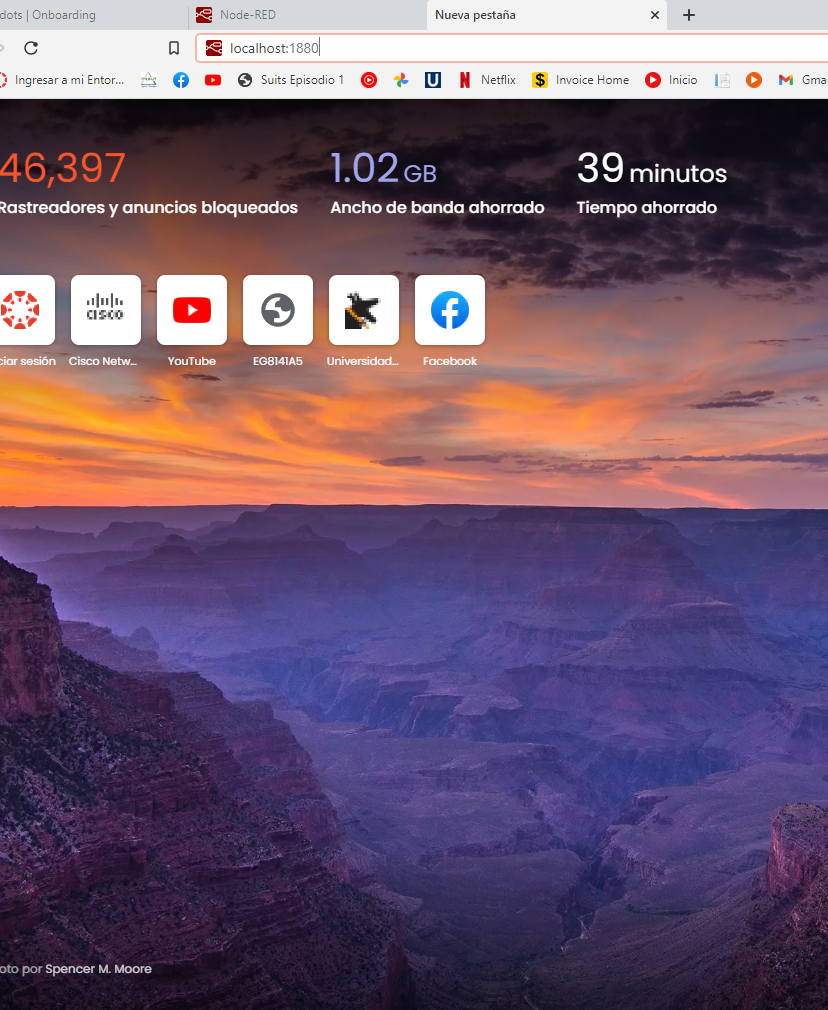 dots | Onboarding
Node-RED
Nueva pestaña
localhost:1880
Ingresar a mi Entor...
Suits Episodio 1
Netflix
Invoice Home
Inicio
Gmai
46,397
1.02 GB
39 minutos
Rastreadores y anuncios bloqueados
Ancho de banda ahorrado
Tiempo ahorrado
CISCO
ciar sesión
Cisco Netw...
YouTube
EG8141A5
Universidad...
Facebook
oto por Spencer M. Moore